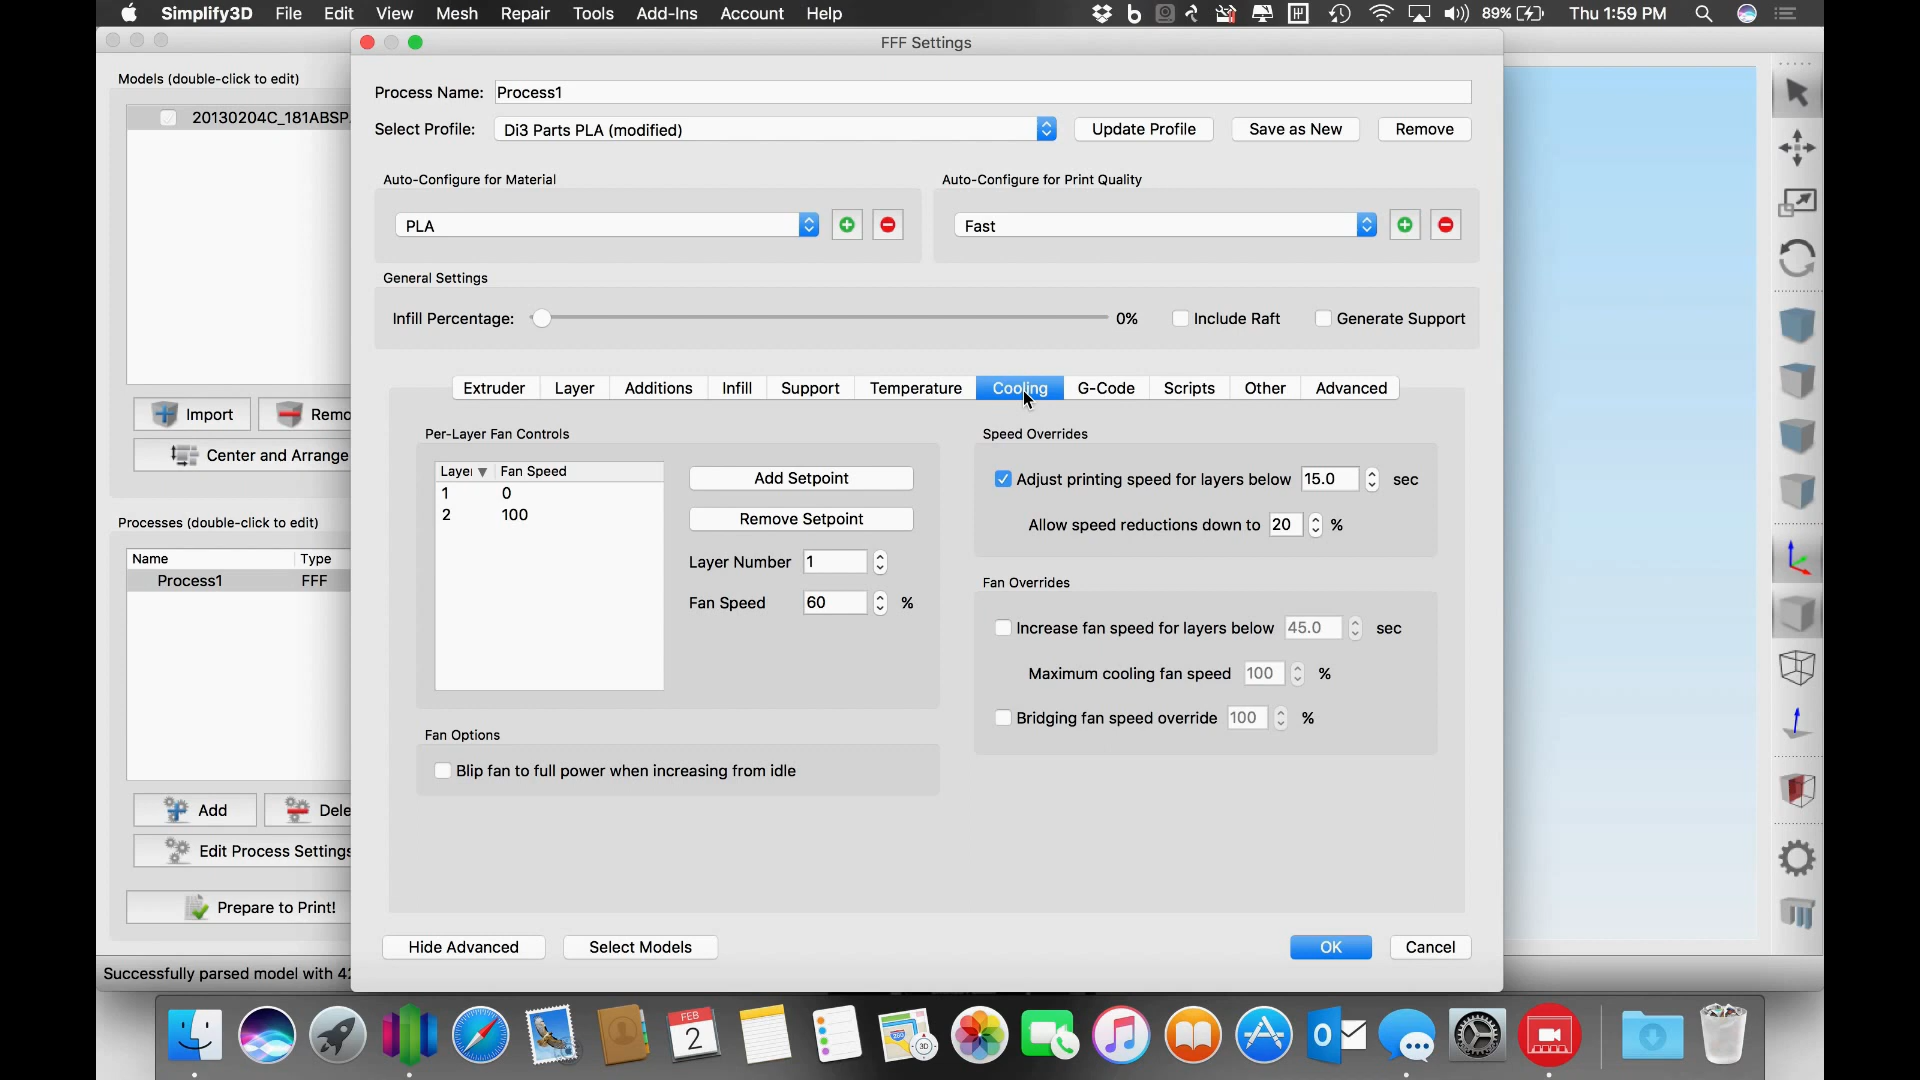 Simplify3D File Edit View Mesh Repair Tools Add-Ins Account Help 89% Thu 1:59 PM
FFF Settings
Models (double-click to edit)
20130204C_181ABSP
Import
Remo
Center and Arrange
Processes (double-click to edit)
Name Type
Process1 FFF
Add
Dele
Edit Process Settings
Prepare to Print!
Successfully parsed model with 42
Process Name: Process1
Select Profile: Di3 Parts PLA (modified) Update Profile Save as New Remove
Auto-Configure for Material
PLA
Auto-Configure for Print Quality
Fast
General Settings
Infill Percentage: 0% Include Raft Generate Support
Extruder Layer Additions Infill Support Temperature Cooling G-Code Scripts Other Advanced
Per-Layer Fan Controls
Layer Fan Speed
1 0
2 100
Add Setpoint
Remove Setpoint
Layer Number 1
Fan Speed 60 %
Fan Options
Blip fan to full power when increasing from idle
Speed Overrides
Adjust printing speed for layers below 15.0 sec
Allow speed reductions down to 20 %
Fan Overrides
Increase fan speed for layers below 45.0 sec
Maximum cooling fan speed 100 %
Bridging fan speed override 100 %
Hide Advanced Select Models OK Cancel
FEB
2
3D